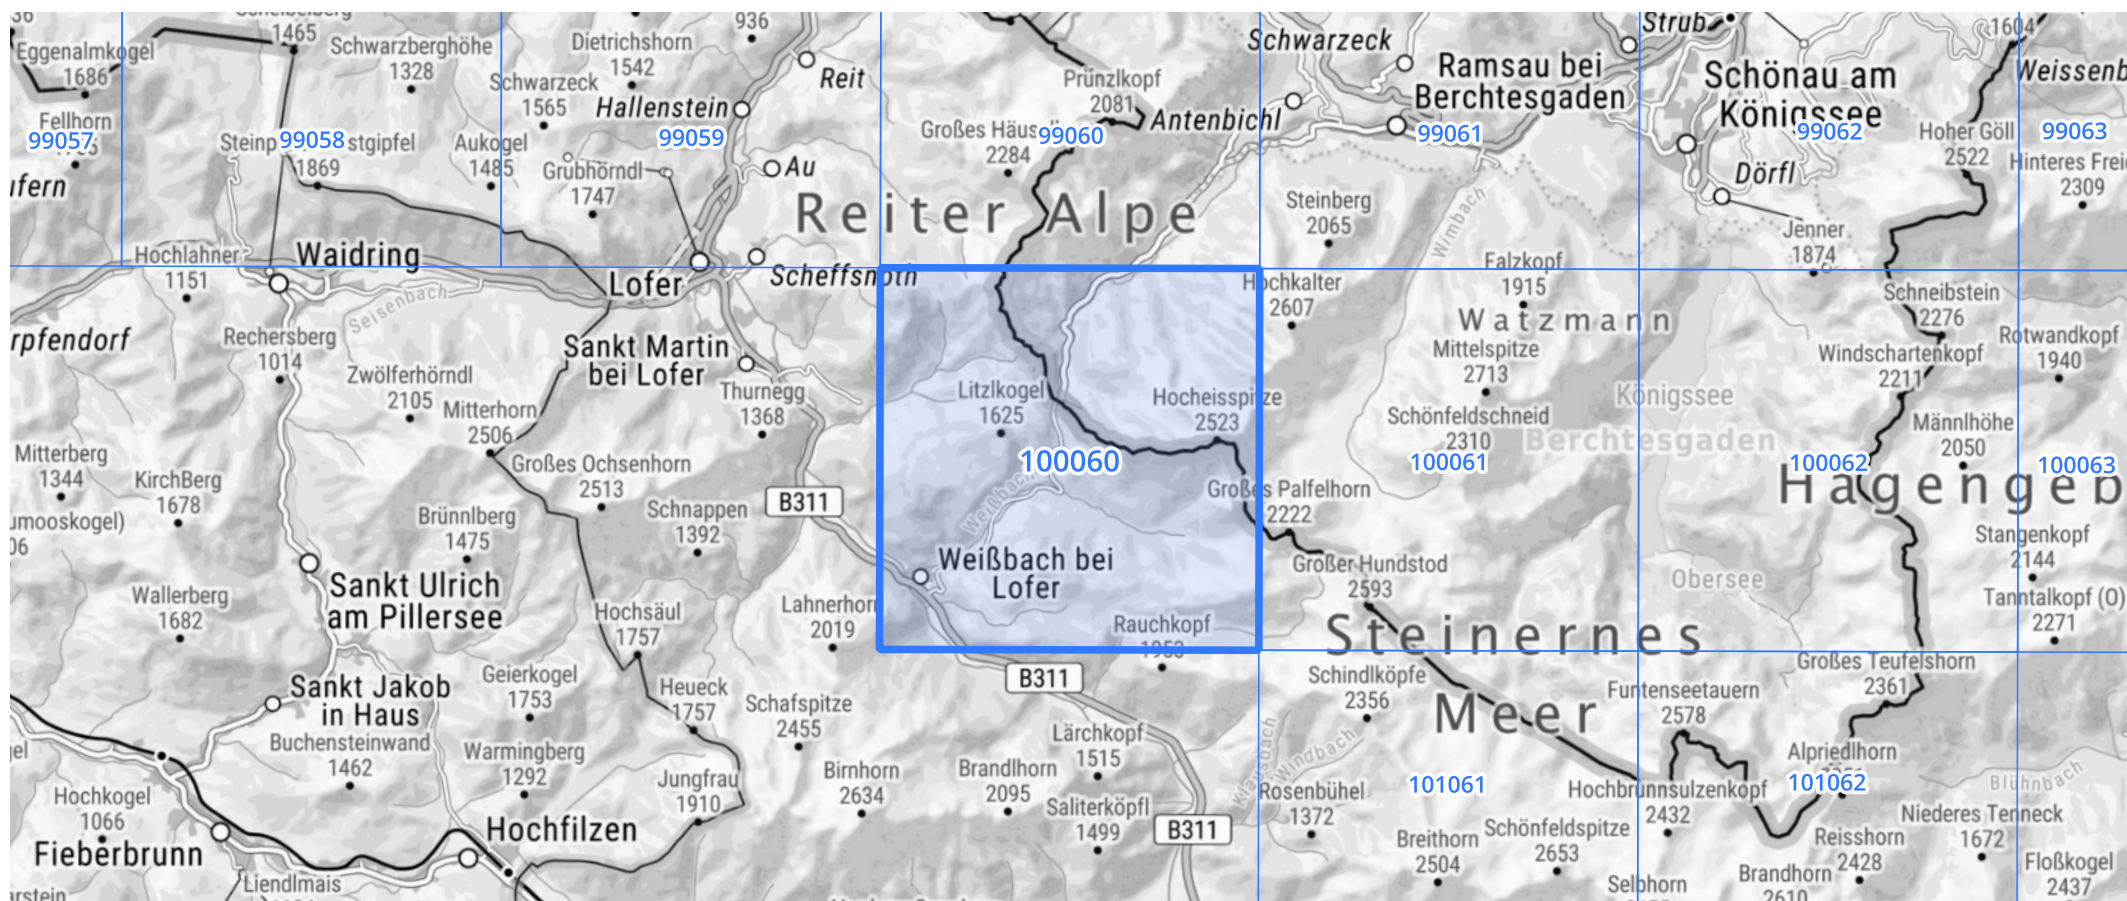 1465
936
Schwarzeck
Strub
1604
Eggenalmkogel
1686
Schwarzberghöhe
1328
Dietrichshorn
1542
Schwarzeck
1565
Reit
Prünzlkopf
2081
Ramsau bei
Berchtesgaden
Schönau am
Königssee
Hallenstein
Antenbichl
Fellhorn
99057
99058
stgipfel
1869
Aukogel
1485
99059
99060
2284
99061
99062
Hoher Göll
2522
99063
Hinteres
2309
Grubhörndl
1747
Au
Dörfl
Reiter Alpe
Steinberg
2065
Wimbach
Jenner
1874
Hochlahner
1151
Waidring
Lofer
Falzkopf
1915
Seisenbach
Hochkalter
2607
Schneibstein
2276
Rechersberg
1014
Sankt Martin
bei Lofer
Watzmann
Mittelspitze
2713
Windschartenkopf
2211
Rotwandkopf
1940
Zwölferhörndl
2105
Mitterhorn
2506
Thurnegg
1368
Litzlkogel
1625
Hocheisspitze
2523
Schönfeldschneid
2310
Königssee
Berchtesgaden
Männlhöhe
2050
Mitterberg
1344
KirchBerg
1678
Großes Ochsenhorn
2513
B311
100060
100061
100062
100063
Hagengeb
Weißbach
Großes Palfelhorn
2222
Brünnlberg
1475
Schnappen
1392
Weißbach bei
Lofer
Stangenkopf
2144
Großer Hundstod
2593
Obersee
Sankt Ulrich
am Pillersee
Wallerberg
1682
Hochsäul
1757
Lahnerhorn
2019
Rauchkopf
Steinernes
Meer
Tanntalkopf (O)
2271
Sankt Jakob
in Haus
Geierkogel
1753
Heueck
1757
Schafspitze
2455
B311
Schindlköpfe
2356
Funtenseetauern
2578
Großes Teufelshorn
2361
Buchensteinwand
1462
Warmingberg
1292
Lärchkopf
1515
Klausbach
Windbach
Alpriedlhorn
Blühnbach
Hochkogel
1066
Jungfrau
1910
Birnhorn
2634
Brandlhorn
2095
Saliterköpfl
1499
B311
Rosenbühel
1372
101061
Hochbrunnsulzenkopf
2432
101062
Niederes Tenneck
1672
Fieberbrunn
Hochfilzen
Breithorn
2504
Schönfeldspitze
2653
Reisshorn
2428
Floßkogel
2437
Liendlmais
Selbhorn
Brandhorn
2610